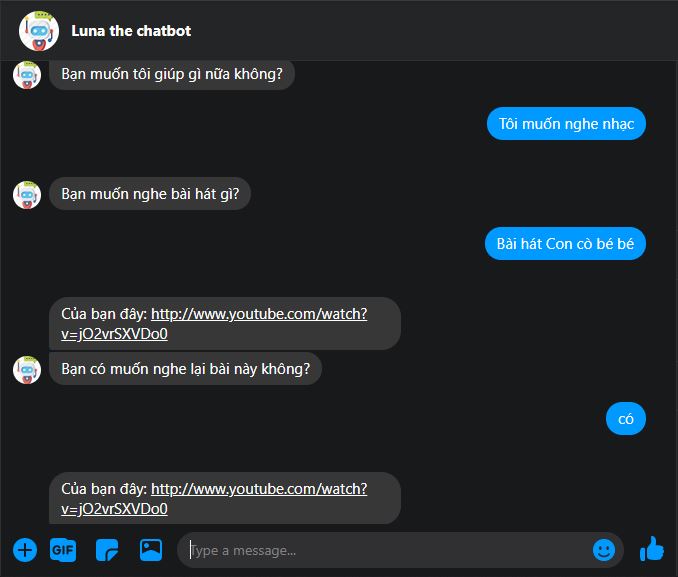 Luna the chatbot
Bạn muốn tôi giúp gì nữa không?
Tôi muốn nghe nhạc
Bạn muốn nghe bài hát gì?
Bài hát Con cò bé bé
Của bạn đây: http://www.youtube.com/watch?
v=jO2vrSXVDo0
Bạn có muốn nghe lại bài này không?
có
Của bạn đây: http://www.youtube.com/watch?
v=jO2vrSXVDo0
GIF
Type a message...